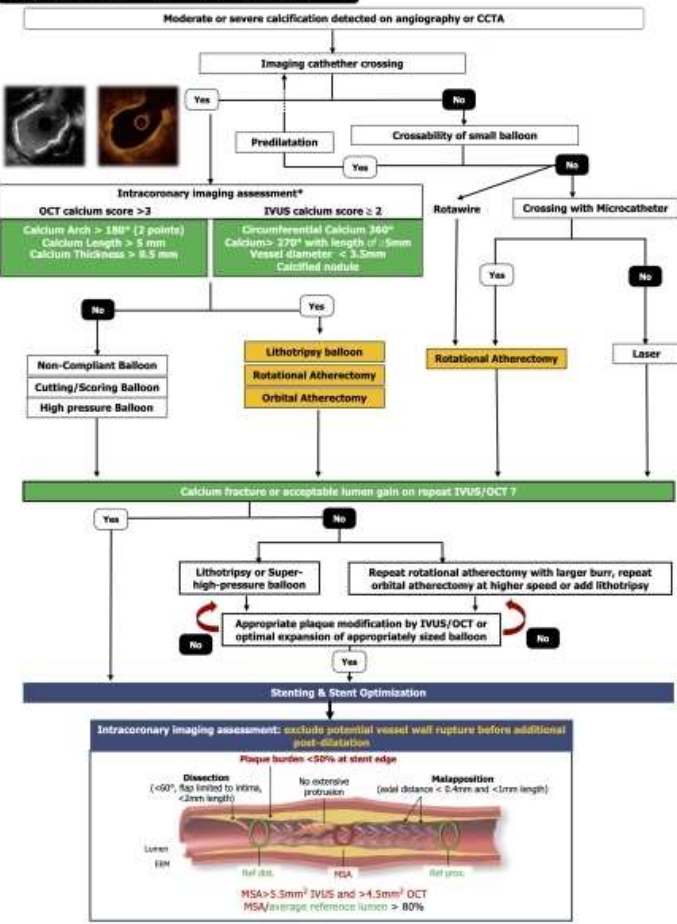 Moderate or severe calcification detected on angiography or CCTA
Imaging cathether crossing
Yes
No
Predilatation
Crossability of small balloon
Yes
No
Intracoronary imaging assessment*
OCT calcium score >3
IVUS calcium score ≥ 2
Calcium Arch > 180° (2 points)
Calcium Length > 5 mm
Calcium Thickness > 0.5 mm
Circumferential Calcium 360°
Calcium> 270° with length of ≥5mm
Vessel diameter < 3.5mm
Calcified nodule
Rotawire
Crossing with Microcatheter
Yes
No
No
Yes
Non-Compliant Balloon
Cutting/Scoring Balloon
High pressure Balloon
Lithotripsy balloon
Rotational Atherectomy
Orbital Atherectomy
Rotational Atherectomy
Laser
Calcium fracture or acceptable lumen gain on repeat IVUS/OCT ?
Yes
No
Lithotripsy or Super-
high-pressure balloon
Repeat rotational atherectomy with larger burr, repeat
orbital atherectomy at higher speed or add lithotripsy
Appropriate plaque modification by IVUS/OCT or
optimal expansion of appropriately sized balloon
No
No
Yes
Stenting & Stent Optimization
Intracoronary imaging assessment: exclude potential vessel wall rupture before additional
post-dilatation
Plaque burden <50% at stent edge
Dissection
(<60°, flap limited to intima,
<2mm length)
No extensive
protrusion
Malapposition
(axial distance < 0.4mm and <1mm length)
Lumen
EEM
Ref dist.
MSA
Ref prox.
MSA>5.5mm² IVUS and >4.5mm² OCT
MSA/average reference lumen > 80%